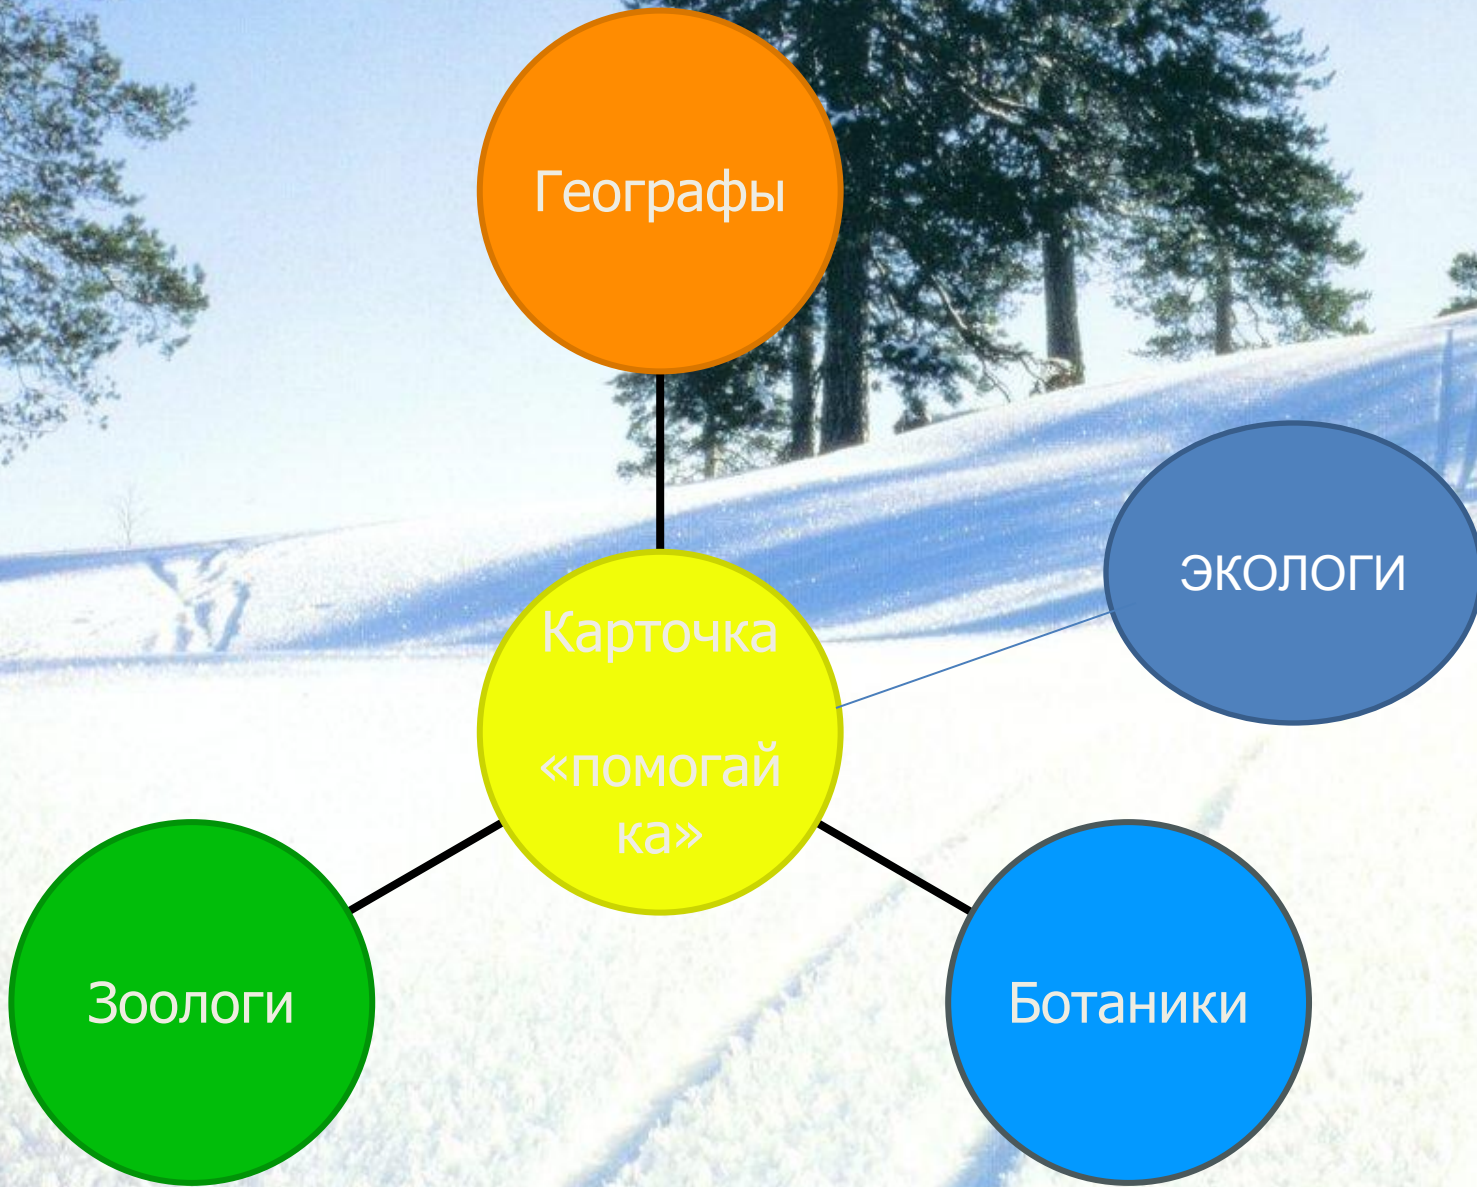 Географы
ЭКОЛОГИ
Карточка
«помогай
ка»
Зоологи
Ботаники